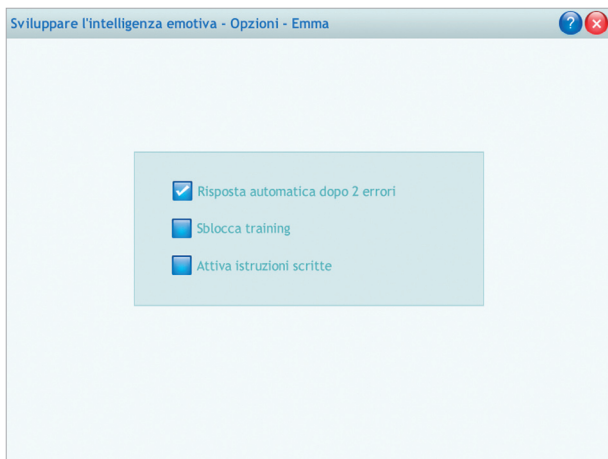 Sviluppare l'intelligenza emotiva - Opzioni - Emma
?
Risposta automatica dopo 2 errori
Sblocca training
Attiva istruzioni scritte